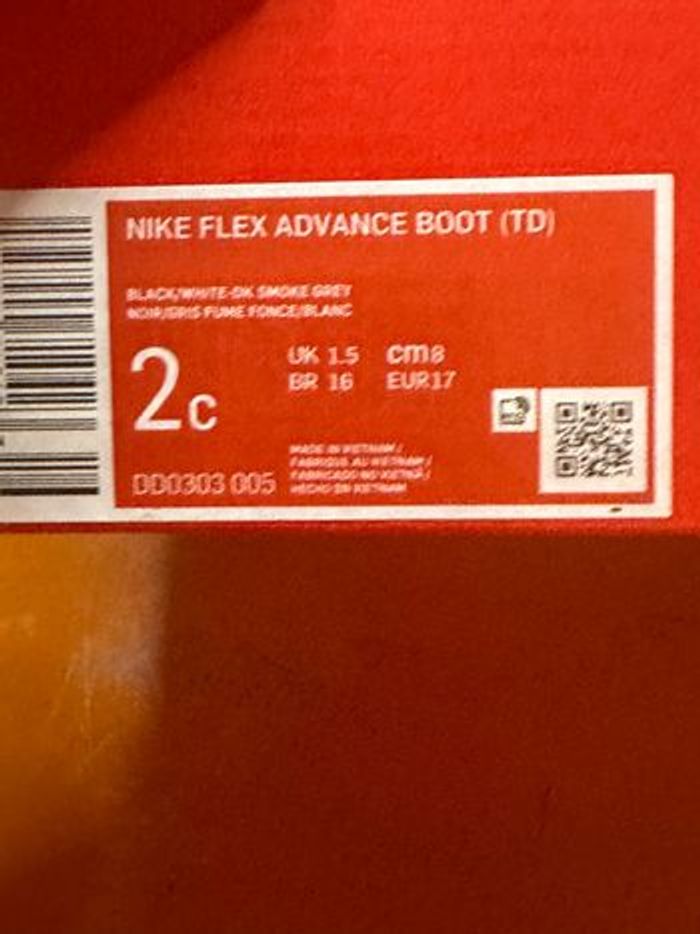 NIKE FLEX ADVANCE BOOT (TD)
BLACK/WHITE-DK SMOKE GREY
NOIR/GRIS FUME FONCE/BLANC
2c
UK 1.5 cm 8
BR 16 EUR 17
MADE IN VIETNAM /
FABRIQUE AU VIETNAM /
FABRICADO NO VIETNÃ /
HECHO EN VIETNAM
DD0303 005